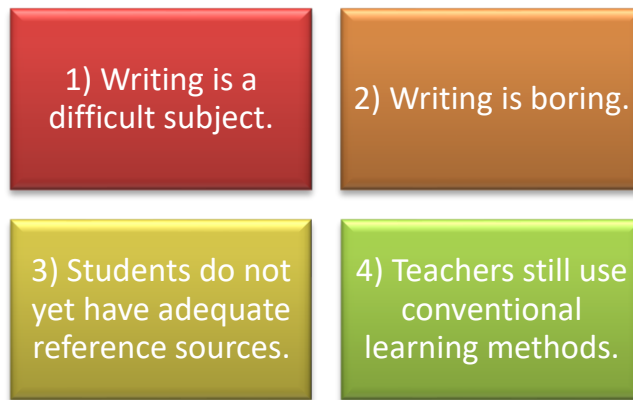 1) Writing is a
difficult subject.
2) Writing is boring.
3) Students do not
yet have adequate
reference sources.
4) Teachers still use
conventional
learning methods.